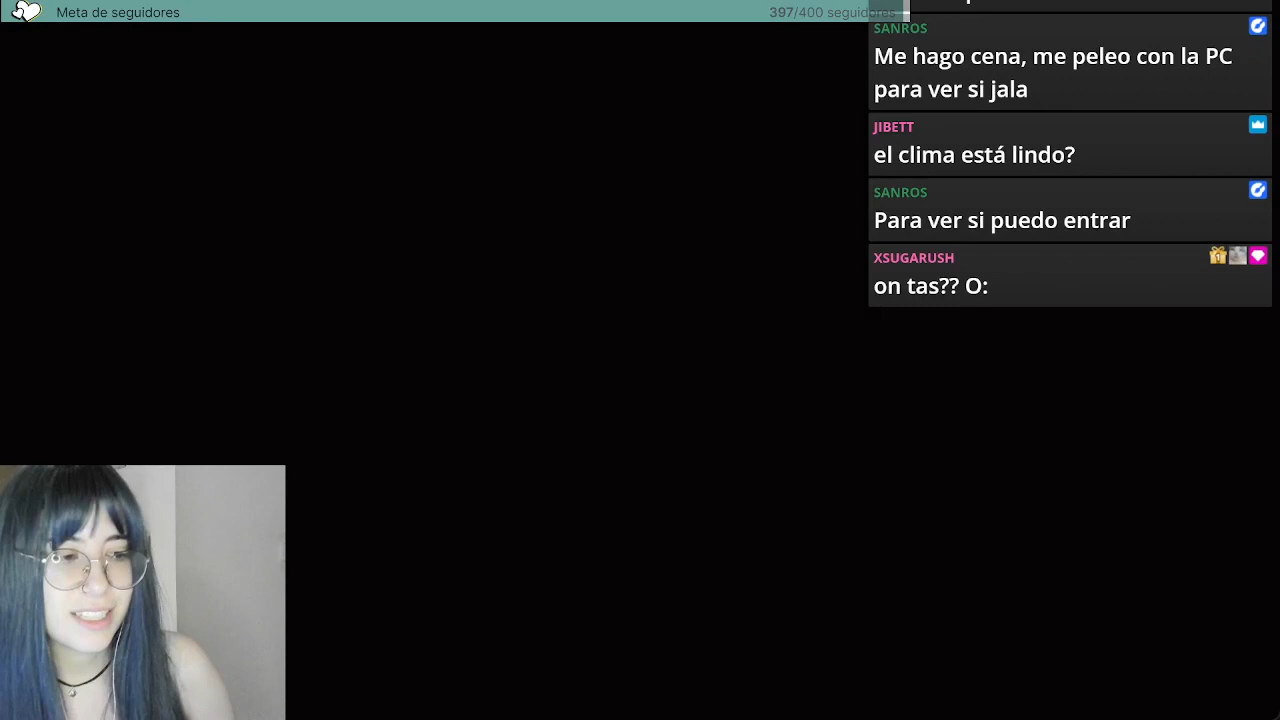 Meta de seguidores
397/400 seguidores
SANROS
Me hago cena, me peleo con la PC
para ver si jala
JIBETT
el clima está lindo?
SANROS
Para ver si puedo entrar
XSUGARUSH
on tas?? O: